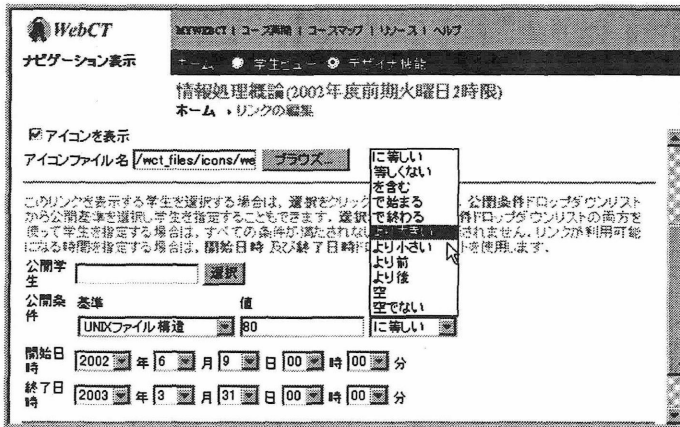 WebCT
MYWEBCT | コース再開 | コースマップ | リソース | ヘルプ
ナビゲーション表示
ホーム 学生ビュー デザイナ機能
情報処理概論(2002年度前期火曜日2時限)
ホーム › リンクの編集
アイコンを表示
アイコンファイル名 /wct_files/icons/we ブラウズ...
に等しい
等しくない
を含む
で始まる
で終わる
より大きい
より小さい
より前
より後
空
空でない
このリンクを表示する学生を選択する場合は、選択をクリック 、公開条件ドロップダウンリスト
から公開基準を選択し学生を指定することもできます。選択 件ドロップダウンリストの両方を
使って学生を指定する場合は、すべての条件が満たされな されません。リンクが利用可能
になる時間を指定する場合は、開始日時 及び終了日時ド トを使用します。
公開学生 選択
公開条件 基準 値
UNIXファイル構造 80 に等しい
開始日時 2002 年 6 月 9 日 00 時 00 分
終了日時 2003 年 3 月 31 日 00 時 00 分